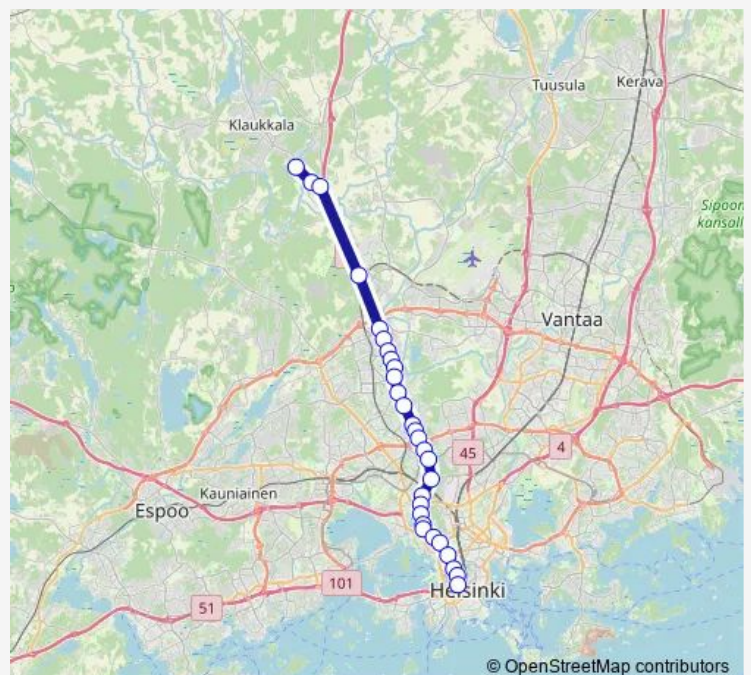 Tuusula
Kerava
Klaukkala
Sipoon
kansall
Vantaa
45
4
Kauniainen
Espoo
101
Helsinki
51
© OpenStreetMap contributors